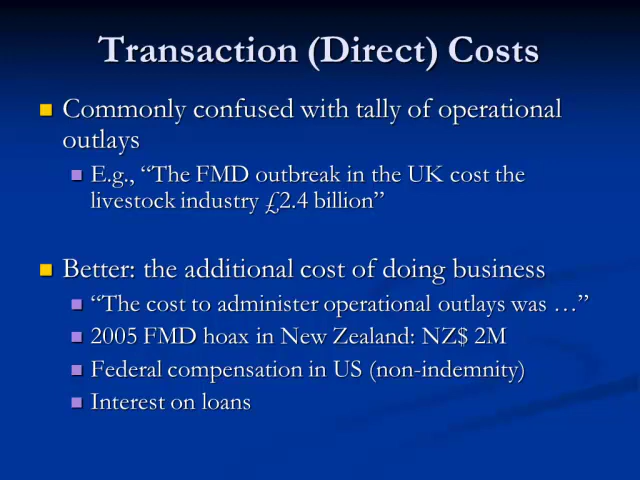 Transaction (Direct) Costs
Commonly confused with tally of operational
outlays
E.g., “The FMD outbreak in the UK cost the
livestock industry £2.4 billion”
Better: the additional cost of doing business
“The cost to administer operational outlays was …”
2005 FMD hoax in New Zealand: NZ$ 2M
Federal compensation in US (non-indemnity)
Interest on loans